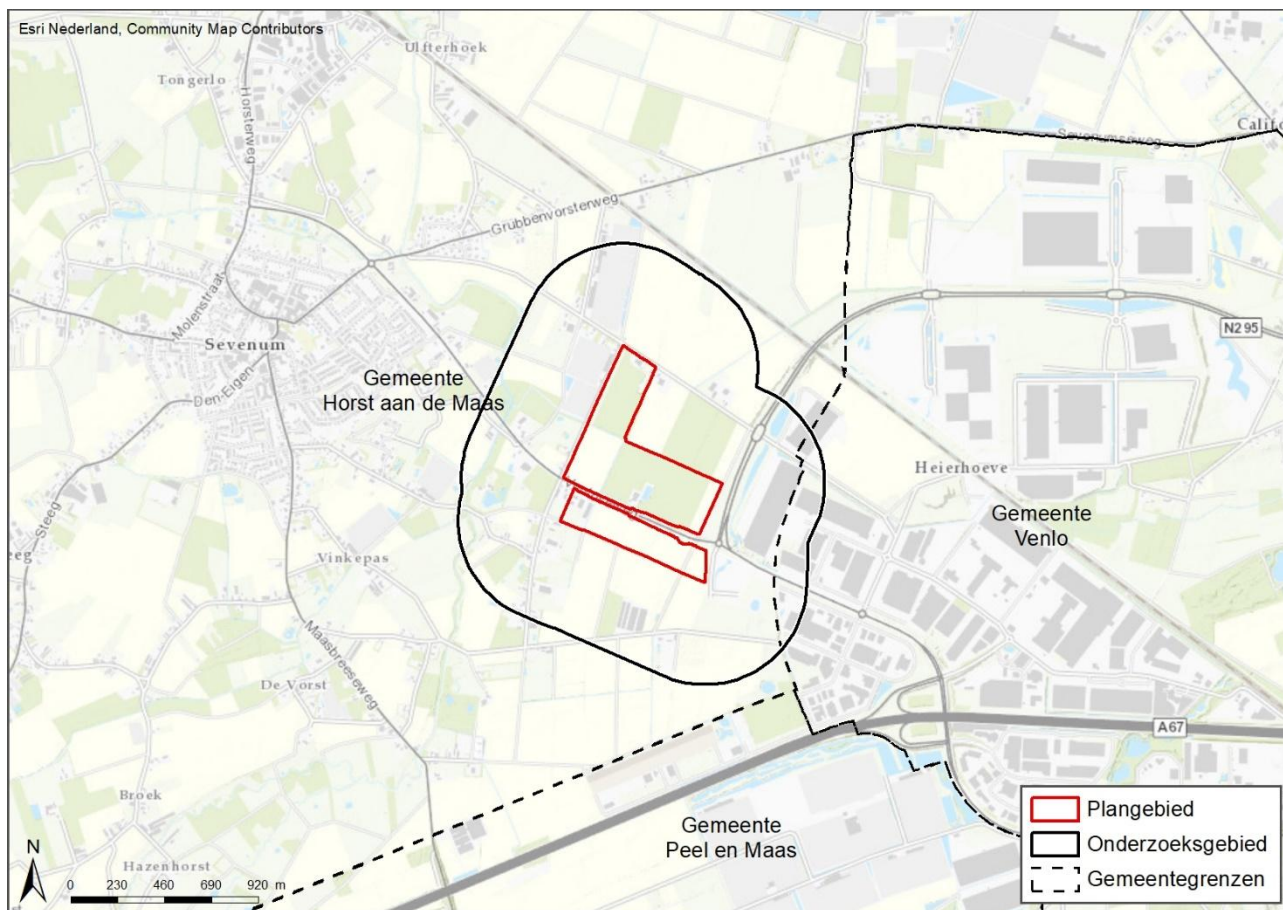 Esri Nederland, Community Map Contributors
Ulfterhoek
Tongerlo
Horsterweg
Califo
Sevenumseweg
Grubbenvorsterweg
Molenstraat
Sevenum
N295
Den-Eigen
Gemeente
Horst aan de Maas
Heierhoeve
Gemeente
Venlo
Steeg
eeg
Vinkepas
Maasbreeseweg
De Vorst
A67
Broek
Gemeente
Peel en Maas
Hazenhorst
N
0 230 460 690 920 m
Plangebied
Onderzoeksgebied
Gemeentegrenzen